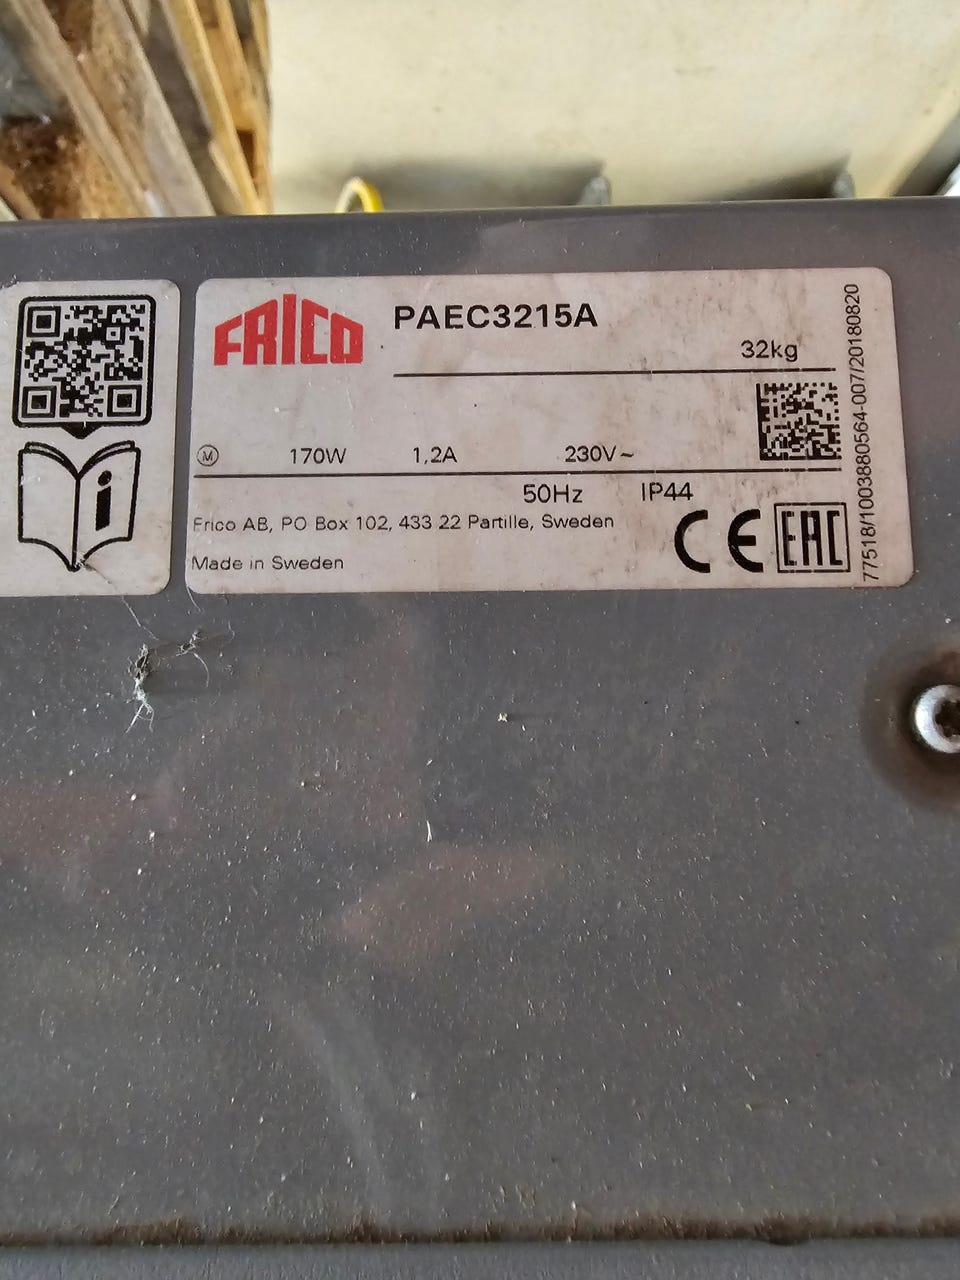 FRICO
PAEC3215A
32kg
M 170W 1,2A 230V~
50Hz IP44
Frico AB, PO Box 102, 433 22 Partille, Sweden
Made in Sweden
CE EAC
77518/1003880564-007/20180820
i